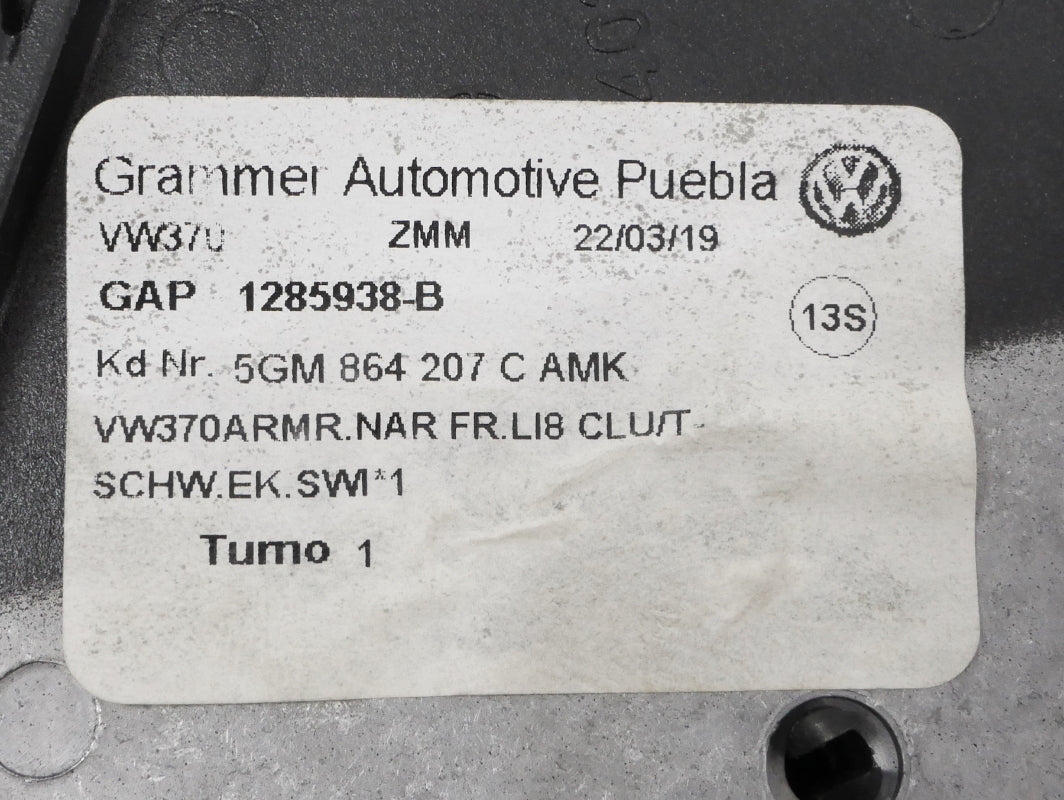 Grammer Automotive Puebla
VW370 ZMM 22/03/19
GAP 1285938-B
13S
Kd Nr. 5GM 864 207 C AMK
VW370ARMR.NAR FR.LI8 CLU/T-
SCHW.EK.SWI*1
Turno 1